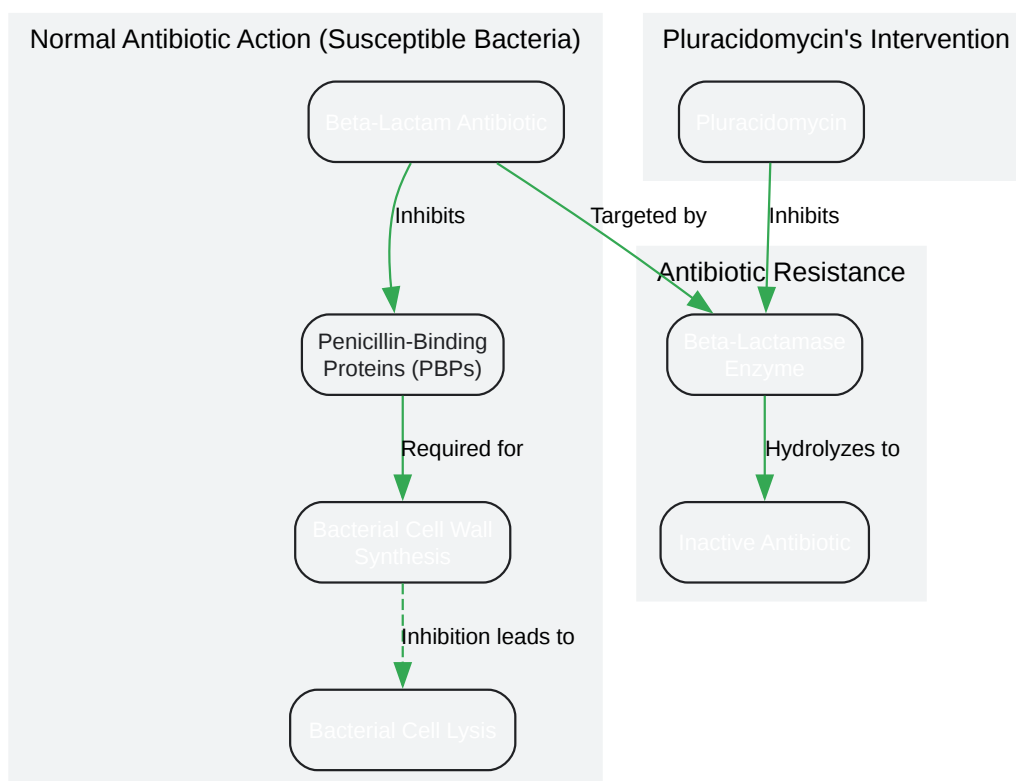 Normal Antibiotic Action (Susceptible Bacteria)
Pluracidomycin's Intervention
Beta-Lactam Antibiotic
Pluracidomycin
Inhibits
Targeted by
Inhibits
Antibiotic Resistance
Penicillin-Binding
Proteins (PBPs)
Beta-Lactamase
Enzyme
Required for
Hydrolyzes to
Bacterial Cell Wall
Synthesis
Inactive Antibiotic
Inhibition leads to
Bacterial Cell Lysis